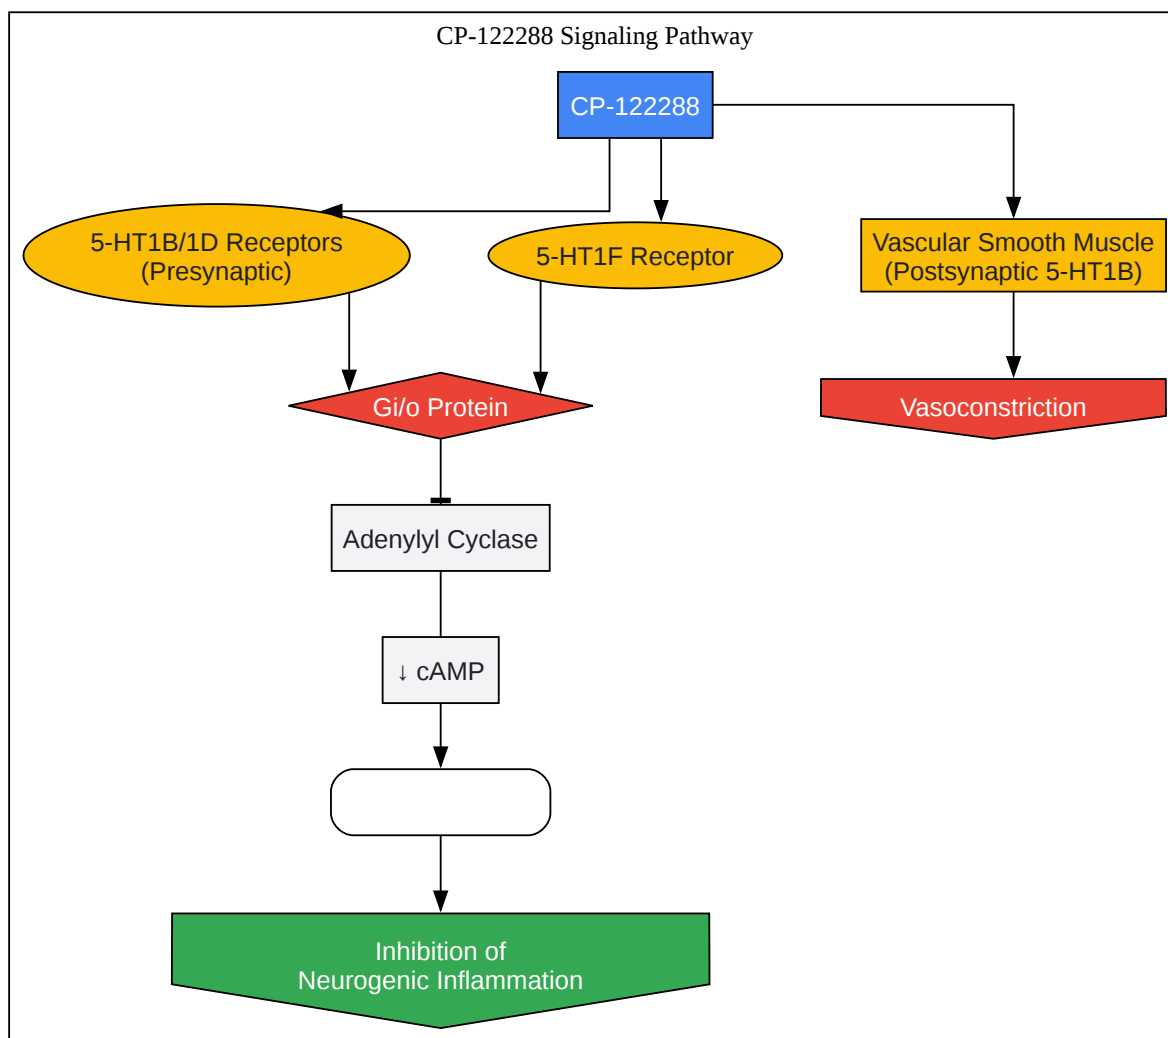 CP-122288 Signaling Pathway
CP-122288
5-HT1B/1D Receptors
(Presynaptic)
5-HT1F Receptor
Vascular Smooth Muscle
(Postsynaptic 5-HT1B)
Gi/o Protein
Vasoconstriction
Adenylyl Cyclase
↓ cAMP
Inhibition of
Neurogenic Inflammation